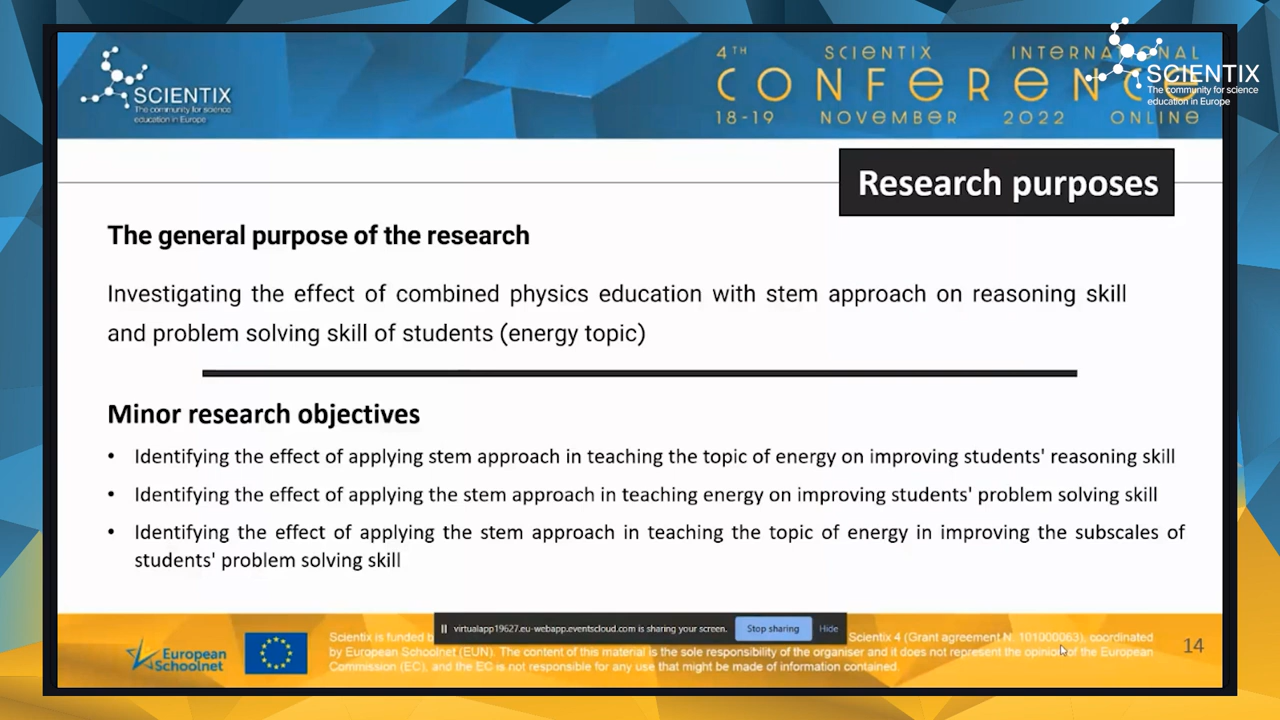 SCIENTIX
The community for science
education in Europe
4TH SCIENTIX INTERNATIONAL
CONFERENCE
18-19 NOVEMBER 2022 ONLINE
SCIENTIX
The community for science
education in Europe
Research purposes
The general purpose of the research
Investigating the effect of combined physics education with stem approach on reasoning skill
and problem solving skill of students (energy topic)
Minor research objectives
• Identifying the effect of applying stem approach in teaching the topic of energy on improving students' reasoning skill
• Identifying the effect of applying the stem approach in teaching energy on improving students' problem solving skill
• Identifying the effect of applying the stem approach in teaching the topic of energy in improving the subscales of
students' problem solving skill
European
Schoolnet
virtualapp19627.eu-webapp.eventscloud.com is sharing your screen. Stop sharing Hide
Scientix is funded Scientix 4 (Grant agreement N. 101000063), coordinated
by European Schoolnet (EUN). The content of this material is the sole responsibility of the organiser and it does not represent the opinion of the European
Commission (EC), and the EC is not responsible for any use that might be made of information contained.
14